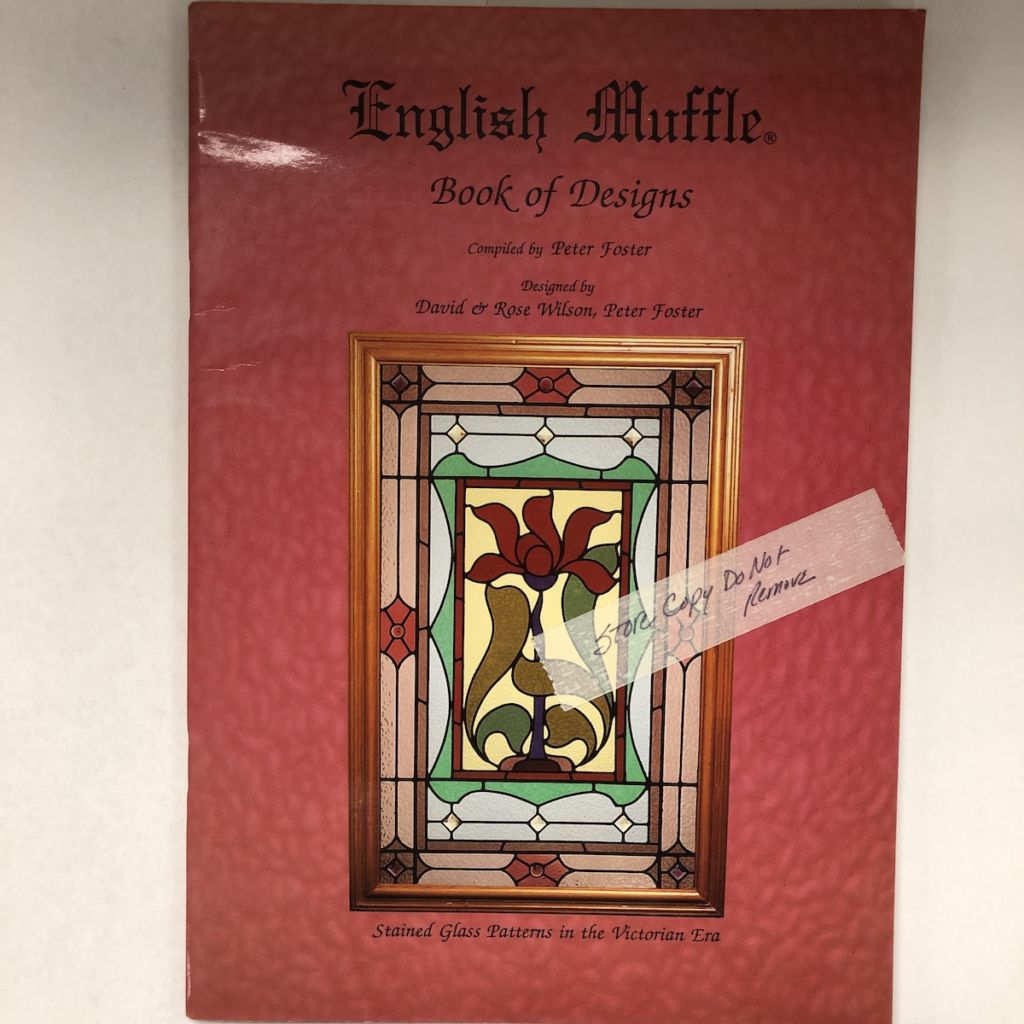 English Muffle®
Book of Designs
Compiled by Peter Foster
Designed by
David & Rose Wilson, Peter Foster
Store Copy Do Not
Remove
Stained Glass Patterns in the Victorian Era